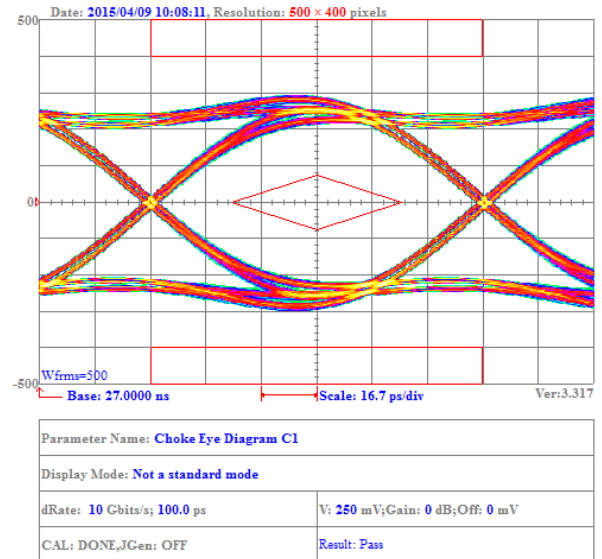 Date: 2015/04/09 10:08:11, Resolution: 500 × 400 pixels
500
0
Wfrms=500
-500
Base: 27.0000 ns
Scale: 16.7 ps/div
Ver:3.317
Parameter Name: Choke Eye Diagram C1
Display Mode: Not a standard mode
dRate: 10 Gbits/s; 100.0 ps
V: 250 mV;Gain: 0 dB;Off: 0 mV
CAL: DONE,JGen: OFF
Result: Pass